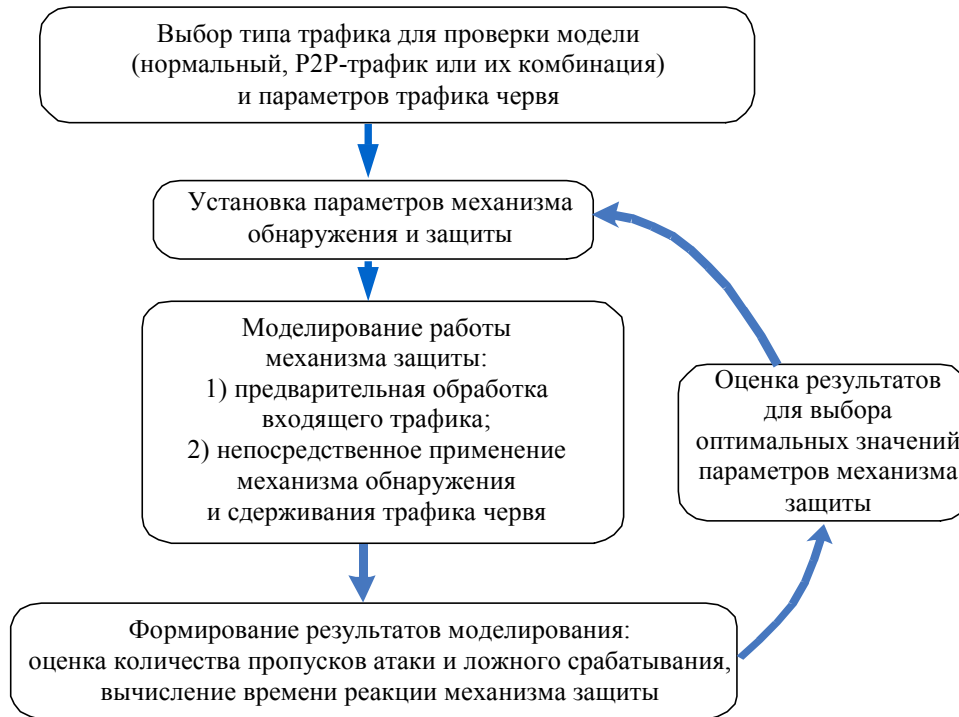 Выбор типа трафика для проверки модели
(нормальный, P2P-трафик или их комбинация)
и параметров трафика червя
Установка параметров механизма
обнаружения и защиты
Моделирование работы
механизма защиты:
1) предварительная обработка
входящего трафика;
2) непосредственное применение
механизма обнаружения
и сдерживания трафика червя
Оценка результатов
для выбора
оптимальных значений
параметров механизма
защиты
Формирование результатов моделирования:
оценка количества пропусков атаки и ложного срабатывания,
вычисление времени реакции механизма защиты